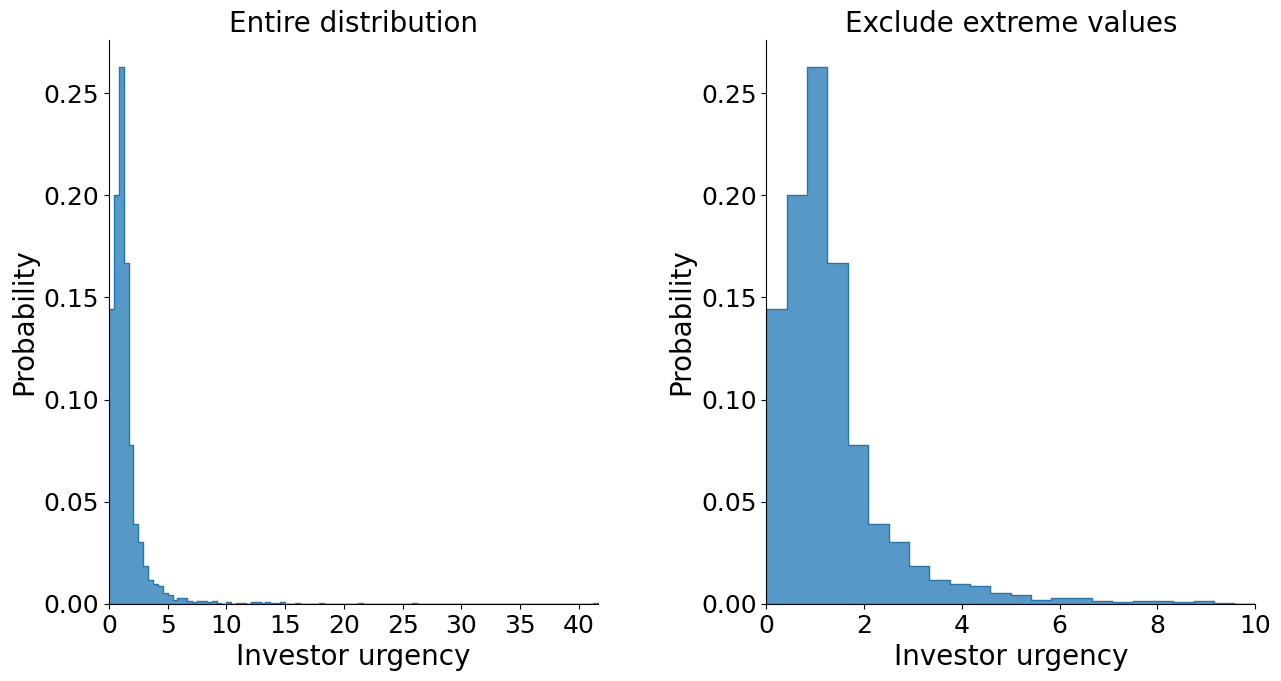 Entire distribution
Probability
0.25
0.20
0.15
0.10
0.05
0.00
0 5 10 15 20 25 30 35 40
Investor urgency
Exclude extreme values
Probability
0.25
0.20
0.15
0.10
0.05
0.00
0 2 4 6 8 10
Investor urgency